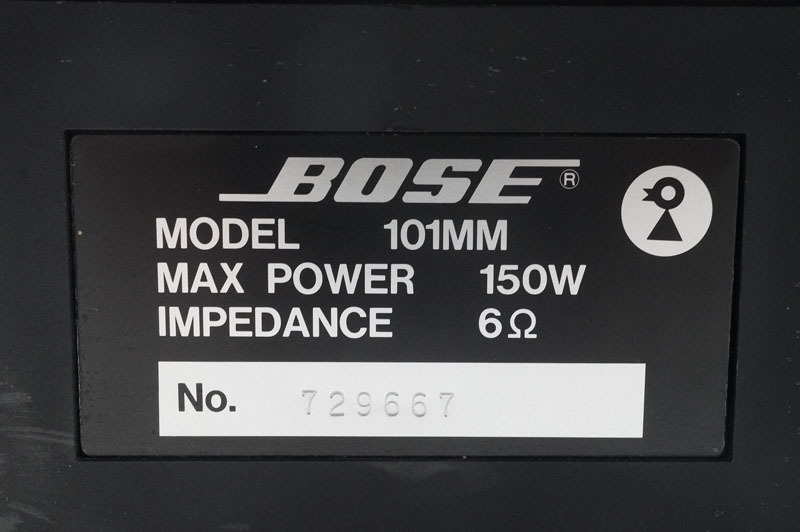 BOSE®
MODEL 101MM
MAX POWER 150W
IMPEDANCE 6Ω
No. 729667